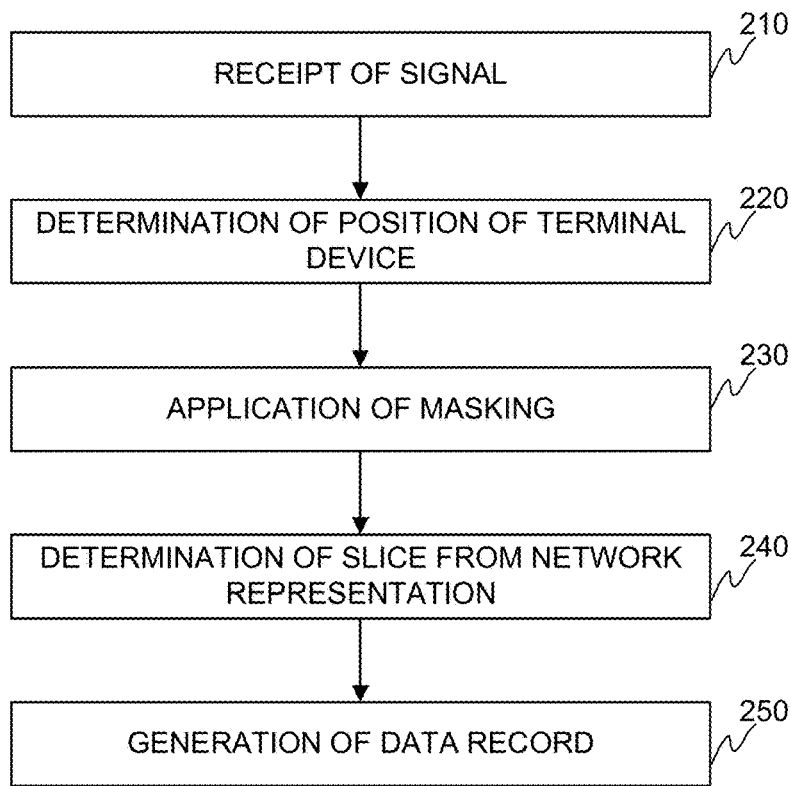 210
RECEIPT OF SIGNAL
220
DETERMINATION OF POSITION OF TERMINAL
DEVICE
230
APPLICATION OF MASKING
240
DETERMINATION OF SLICE FROM NETWORK
REPRESENTATION
250
GENERATION OF DATA RECORD